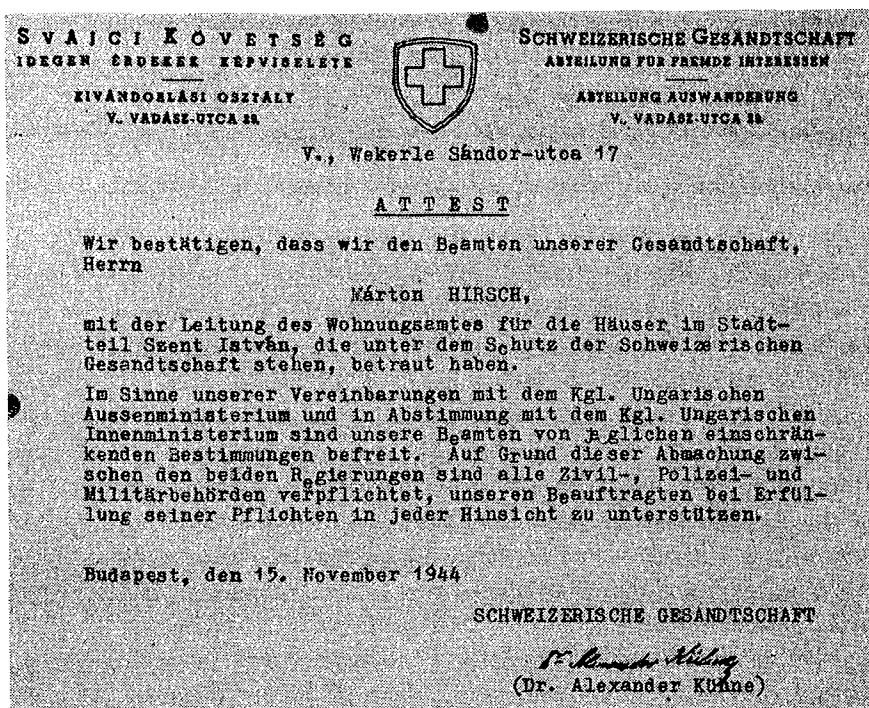 SVÁJCI KÖVETSÉG
IDEGEN ÉRDEKEK KÉPVISELETE
KIVÁNDORLÁSI OSZTÁLY
V., VADÁSZ-UTCA 29.
SCHWEIZERISCHE GESANDTSCHAFT
ABTEILUNG FÜR FREMDE INTERESSEN
ABTEILUNG AUSWANDERUNG
V., VADÁSZ-UTCA 29.
V., Wekerle Sándor-utca 17
ATTEST
Wir bestätigen, dass wir den Beamten unserer Gesandtschaft,
Herrn
Márton HIRSCH,
mit der Leitung des Wohnungsamtes für die Häuser im Stadt-
teil Szent István, die unter dem Schutz der Schweizerischen
Gesandtschaft stehen, betraut haben.
Im Sinne unserer Vereinbarungen mit dem Kgl. Ungarischen
Aussenministerium und in Abstimmung mit dem Kgl. Ungarischen
Innenministerium sind unsere Beamten von jeglichen einschrän-
kenden Bestimmungen befreit. Auf Grund dieser Abmachung zwi-
schen den beiden Regierungen sind alle Zivil-, Polizei- und
Militärbehörden verpflichtet, unseren Beauftragten bei Erfül-
lung seiner Pflichten in jeder Hinsicht zu unterstützen.
Budapest, den 15. November 1944
SCHWEIZERISCHE GESANDTSCHAFT
Dr. Alexander Kühne
(Dr. Alexander Kühne)